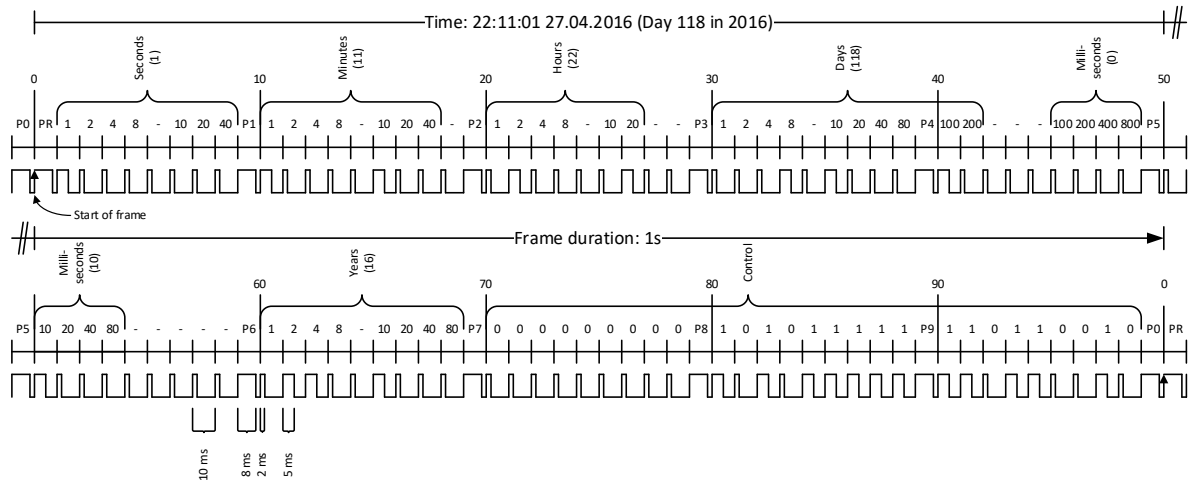 Time: 22:11:01 27.04.2016 (Day 118 in 2016)
Seconds
(1)
Minutes
(11)
Hours
(22)
Days
(118)
Milli-
seconds
(0)
0 10 20 30 40 50
P0 PR 1 2 4 8 - 10 20 40 P1 1 2 4 8 - 10 20 40 - P2 1 2 4 8 - 10 20 - - P3 1 2 4 8 - 10 20 40 80 P4 100 200 - - - 100 200 400 800 P5
Start of frame
Frame duration: 1s
Milli-
seconds
(10)
Years
(16)
Control
60 70 80 90 0
P5 10 20 40 80 - - - - - P6 1 2 4 8 - 10 20 40 80 P7 0 0 0 0 0 0 0 0 0 P8 1 0 1 0 1 1 1 1 1 P9 1 1 0 1 1 0 0 1 0 P0 PR
10 ms
8 ms
2 ms
5 ms